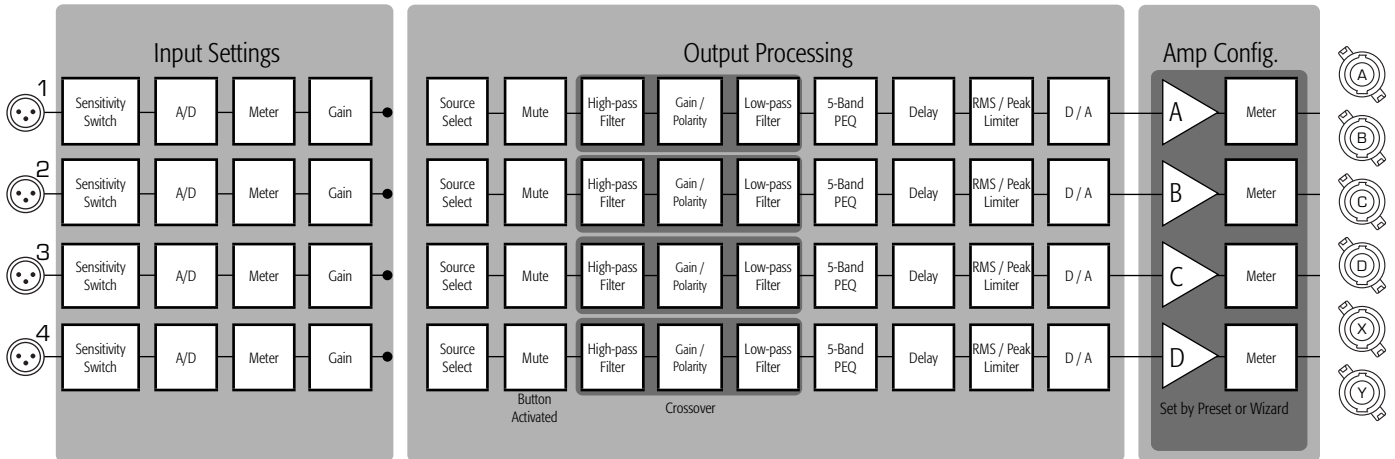 Input Settings
Output Processing
Amp Config.
1
Sensitivity
Switch
A/D
Meter
Gain
Source
Select
Mute
High-pass
Filter
Gain /
Polarity
Low-pass
Filter
5-Band
PEQ
Delay
RMS / Peak
Limiter
D / A
A
Meter
2
Sensitivity
Switch
A/D
Meter
Gain
Source
Select
Mute
High-pass
Filter
Gain /
Polarity
Low-pass
Filter
5-Band
PEQ
Delay
RMS / Peak
Limiter
D / A
B
Meter
3
Sensitivity
Switch
A/D
Meter
Gain
Source
Select
Mute
High-pass
Filter
Gain /
Polarity
Low-pass
Filter
5-Band
PEQ
Delay
RMS / Peak
Limiter
D / A
C
Meter
4
Sensitivity
Switch
A/D
Meter
Gain
Source
Select
Mute
High-pass
Filter
Gain /
Polarity
Low-pass
Filter
5-Band
PEQ
Delay
RMS / Peak
Limiter
D / A
D
Meter
Button
Activated
Crossover
Set by Preset or Wizard
A
B
C
D
X
Y